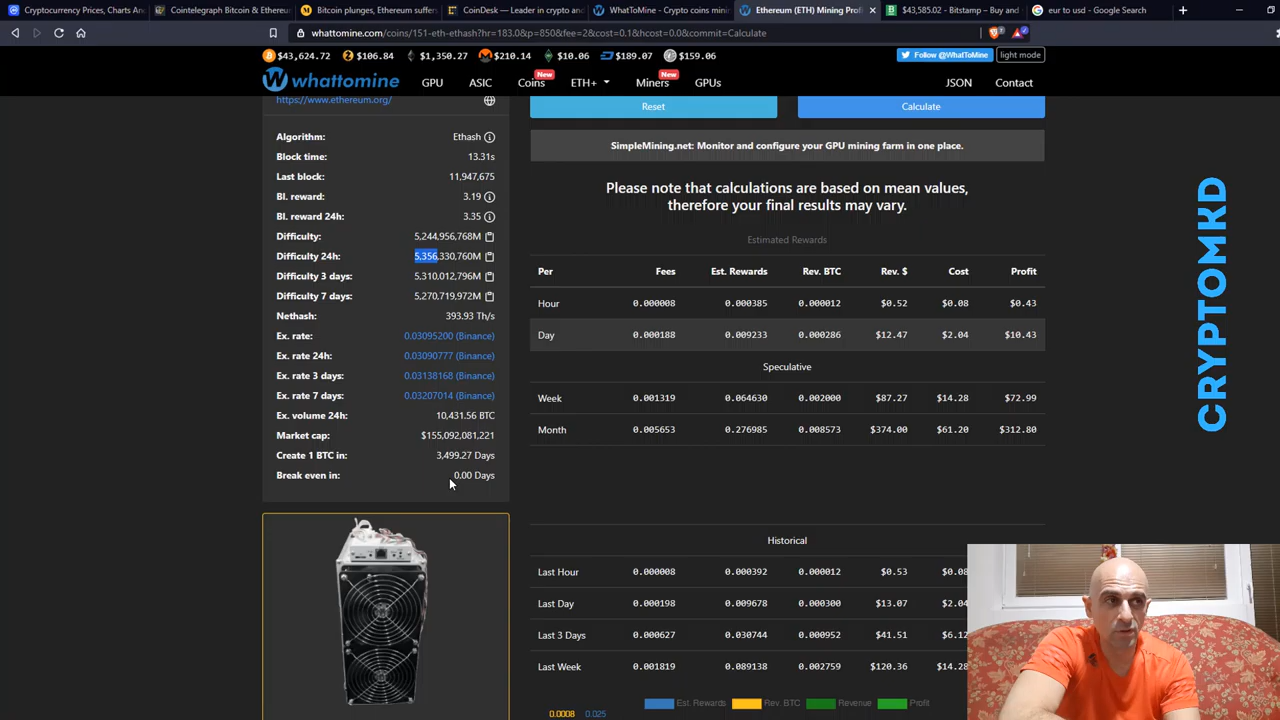 Cryptocurrency Prices, Charts An
Cointelegraph Bitcoin & Ethereu
Bitcoin plunges, Ethereum suffer
CoinDesk — Leader in crypto and
WhatToMine - Crypto coins minin
Ethereum (ETH) Mining Prof
$43,585.02 - Bitstamp – Buy and
eur to usd - Google Search
whattomine.com/coins/151-eth-ethash?hr=183.0&p=850&fee=2&cost=0.1&hcost=0.0&commit=Calculate
$43,624.72 $106.84 $1,350.27 $210.14 $10.06 $189.07 $159.06
Follow @WhatToMine light mode
whattomine GPU ASIC Coins New ETH+ Miners New GPUs JSON Contact
https://www.ethereum.org/
Reset Calculate
Algorithm: Ethash
Block time: 13.31s
Last block: 11,947,675
Bl. reward: 3.19
Bl. reward 24h: 3.35
Difficulty: 5,244,956,768M
Difficulty 24h: 5,356,330,760M
Difficulty 3 days: 5,310,012,796M
Difficulty 7 days: 5,270,719,972M
Nethash: 393.93 Th/s
Ex. rate: 0.03095200 (Binance)
Ex. rate 24h: 0.03090777 (Binance)
Ex. rate 3 days: 0.03138168 (Binance)
Ex. rate 7 days: 0.03207014 (Binance)
Ex. volume 24h: 10,431.56 BTC
Market cap: $155,092,081,221
Create 1 BTC in: 3,499.27 Days
Break even in: 0.00 Days
SimpleMining.net: Monitor and configure your GPU mining farm in one place.
Please note that calculations are based on mean values,
therefore your final results may vary.
Estimated Rewards
Per Fees Est. Rewards Rev. BTC Rev. $ Cost Profit
Hour 0.000008 0.000385 0.000012 $0.52 $0.08 $0.43
Day 0.000188 0.009233 0.000286 $12.47 $2.04 $10.43
Speculative
Week 0.001319 0.064630 0.002000 $87.27 $14.28 $72.99
Month 0.005653 0.276985 0.008573 $374.00 $61.20 $312.80
Historical
Last Hour 0.000008 0.000392 0.000012 $0.53 $0.08
Last Day 0.000198 0.009678 0.000300 $13.07 $2.04
Last 3 Days 0.000627 0.030744 0.000952 $41.51 $6.12
Last Week 0.001819 0.089138 0.002759 $120.36 $14.28
Est. Rewards Rev. BTC Revenue Profit
0.0008 0.025
CRYPTOMKD